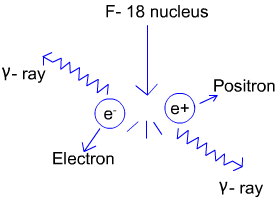 F- 18 nucleus
γ- ray
Positron
e-
e+
Electron
γ- ray